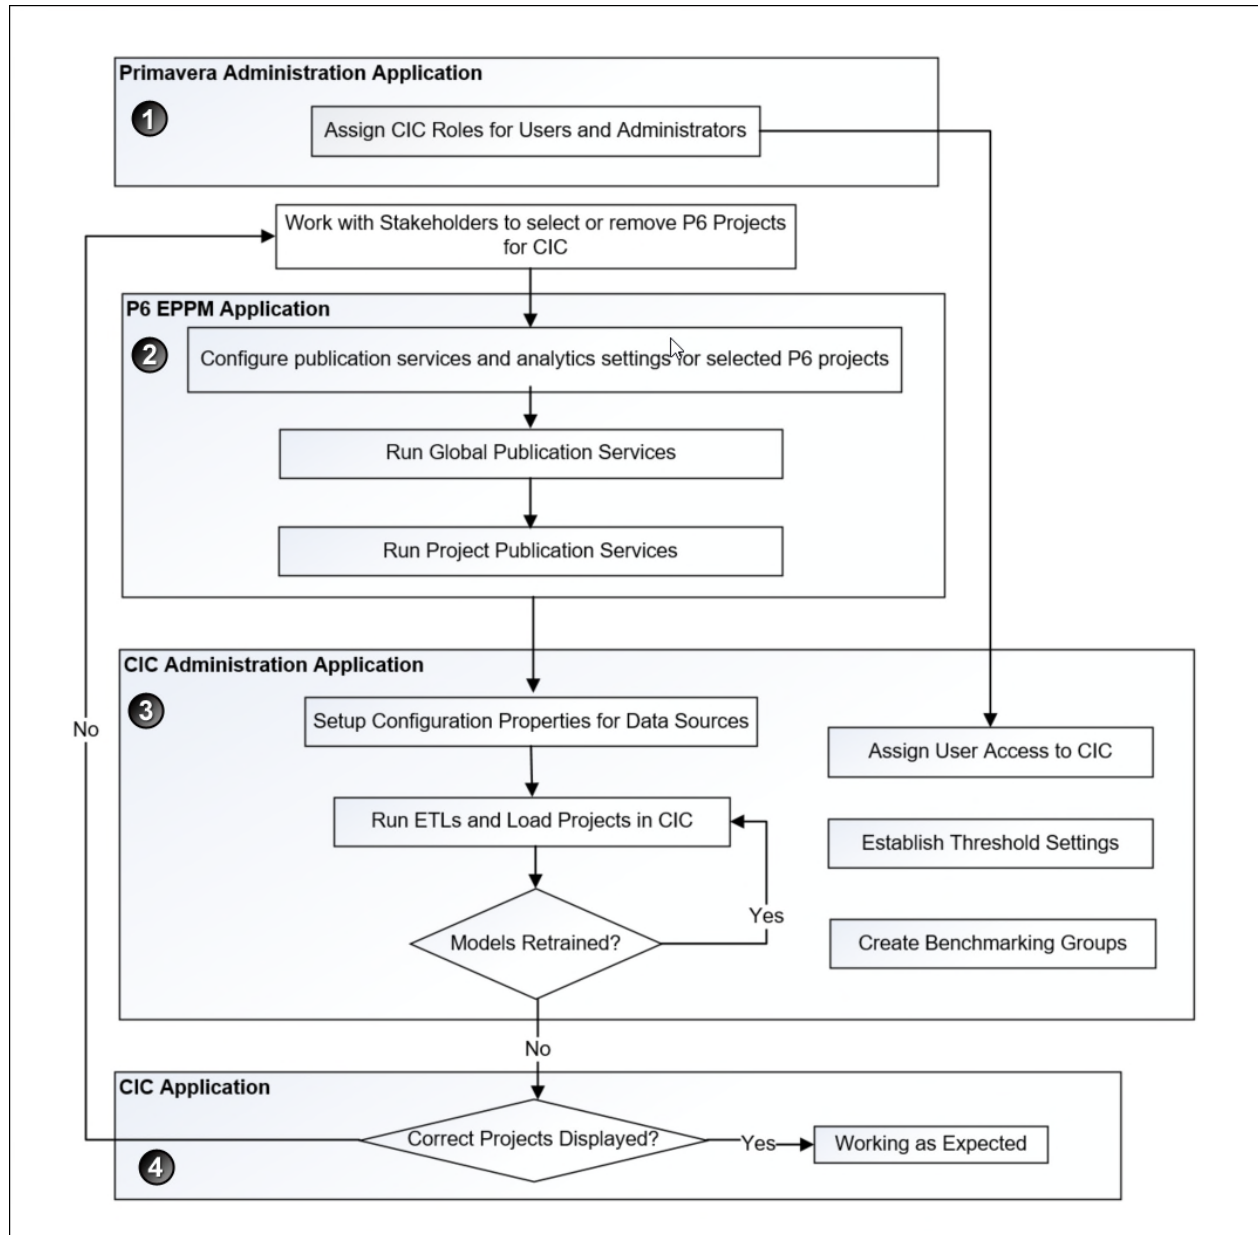 Primavera Administration Application
1
Assign CIC Roles for Users and Administrators
Work with Stakeholders to select or remove P6 Projects
for CIC
P6 EPPM Application
2
Configure publication services and analytics settings for selected P6 projects
Run Global Publication Services
Run Project Publication Services
CIC Administration Application
3
Setup Configuration Properties for Data Sources
No
Assign User Access to CIC
Run ETLs and Load Projects in CIC
Establish Threshold Settings
Yes
Models Retrained?
Create Benchmarking Groups
No
CIC Application
Correct Projects Displayed?
Yes
Working as Expected
4